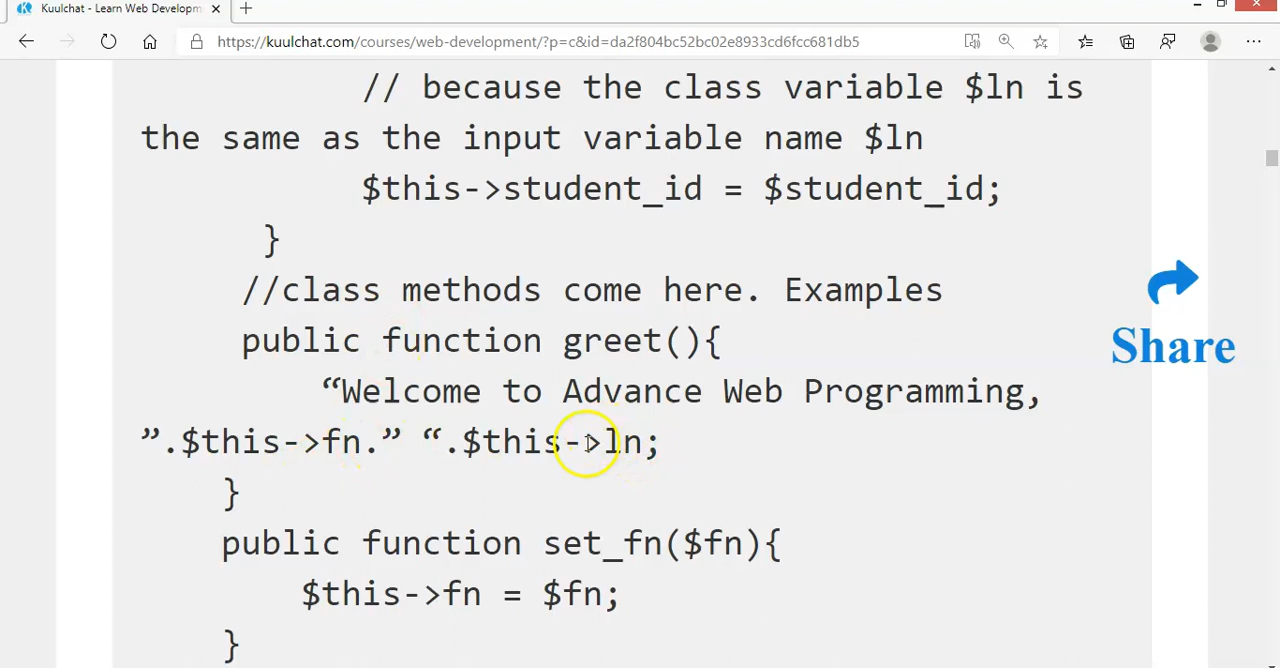 Kuulchat - Learn Web Developm
https://kuulchat.com/courses/web-development/?p=c&id=da2f804bc52bc02e8933cd6fcc681db5
// because the class variable $ln is
the same as the input variable name $ln
$this->student_id = $student_id;
}
//class methods come here. Examples
public function greet(){
“Welcome to Advance Web Programming,
”.$this->fn.” “.$this->ln;
}
public function set_fn($fn){
$this->fn = $fn;
}
Share